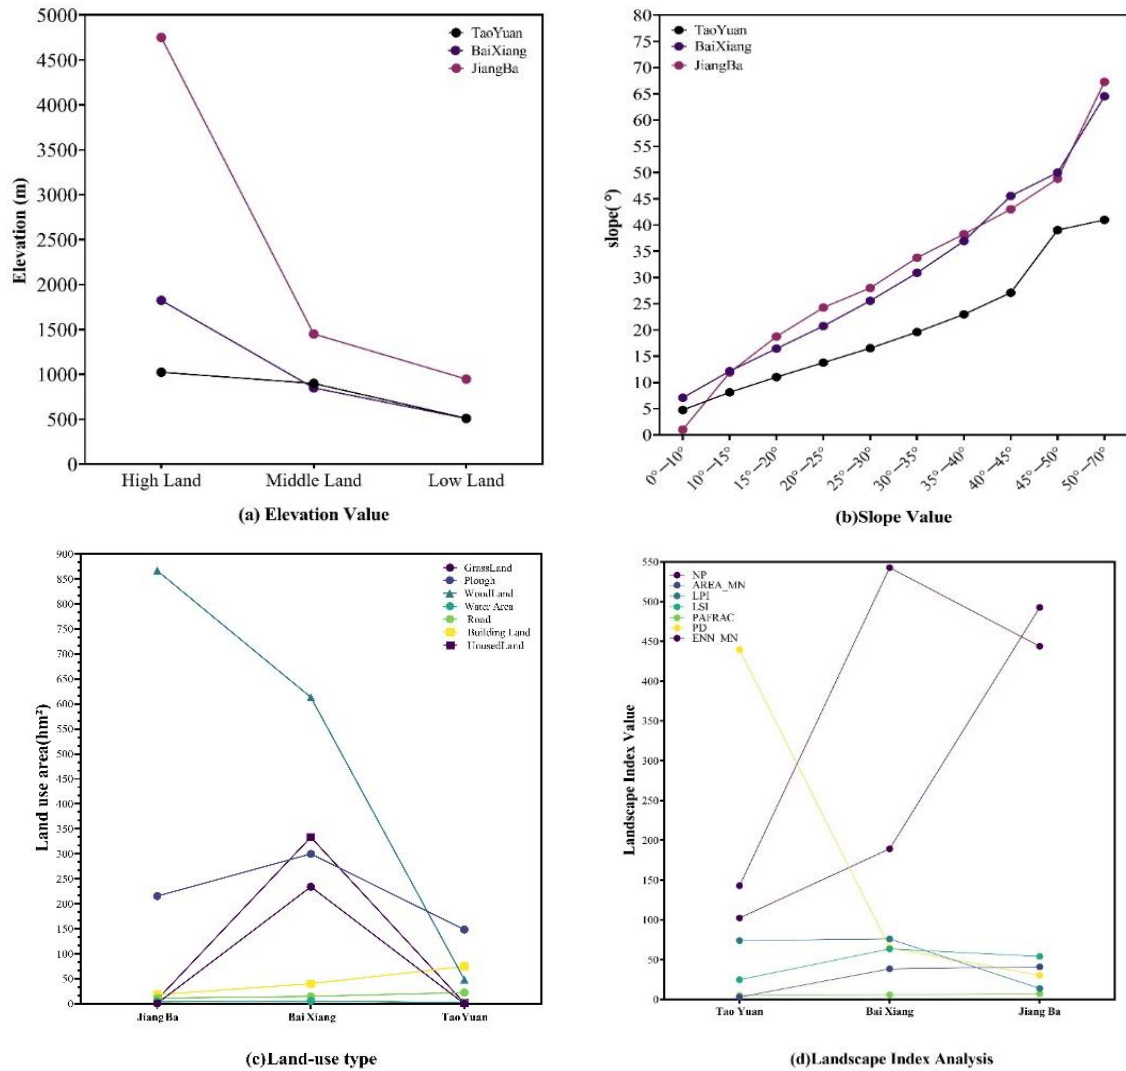 5000
4500
4000
3500
3000
2500
2000
1500
1000
500
0
Elevation (m)
TaoYuan
BaiXiang
JiangBa
High Land
Middle Land
Low Land
(a) Elevation Value
80
75
70
65
60
55
50
45
40
35
30
25
20
15
10
5
0
slope( °)
TaoYuan
BaiXiang
JiangBa
0°–10°
10°–15°
15°–20°
20°–25°
25°–30°
30°–35°
35°–40°
40°–45°
45°–50°
50°–70°
(b)Slope Value
900
850
800
750
700
650
600
550
500
450
400
350
300
250
200
150
100
50
0
Land use area(hm²)
GrassLand
Plough
WoodLand
Water Area
Road
Building Land
UnusedLand
Jiang Ba
Bai Xiang
Tao Yuan
(c)Land-use type
550
500
450
400
350
300
250
200
150
100
50
0
Landscape Index Value
NP
AREA_MN
LPI
LSI
PAFRAC
PD
ENN_MN
Tao Yuan
Bai Xiang
Jiang Ba
(d)Landscape Index Analysis